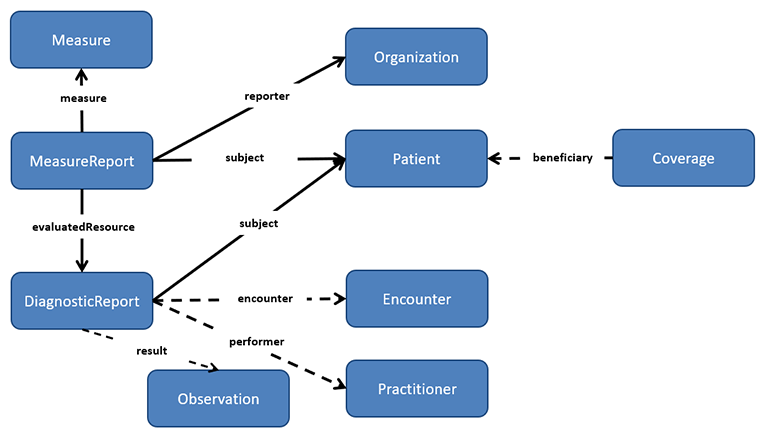 Measure
Organization
measure
reporter
MeasureReport
subject
Patient
beneficiary
Coverage
evaluatedResource
subject
DiagnosticReport
encounter
Encounter
performer
result
Practitioner
Observation